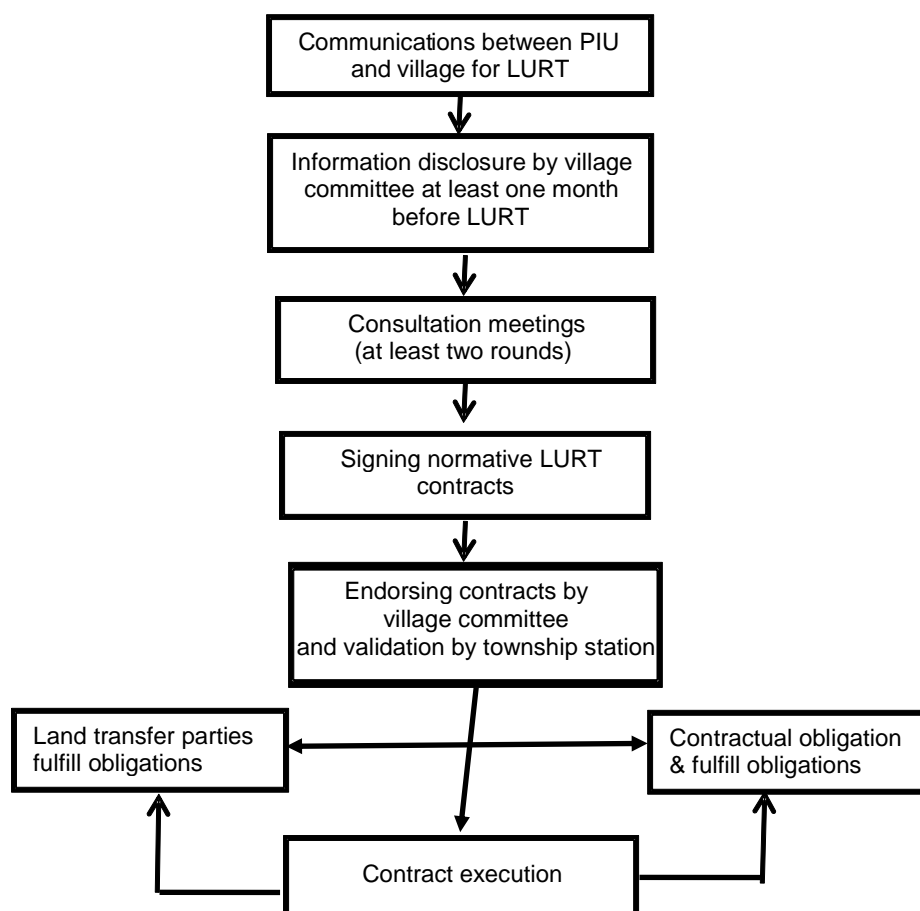 Communications between PIU
and village for LURT
Information disclosure by village
committee at least one month
before LURT
Consultation meetings
(at least two rounds)
Signing normative LURT
contracts
Endorsing contracts by
village committee
and validation by township station
Land transfer parties
fulfill obligations
Contractual obligation
& fulfill obligations
Contract execution